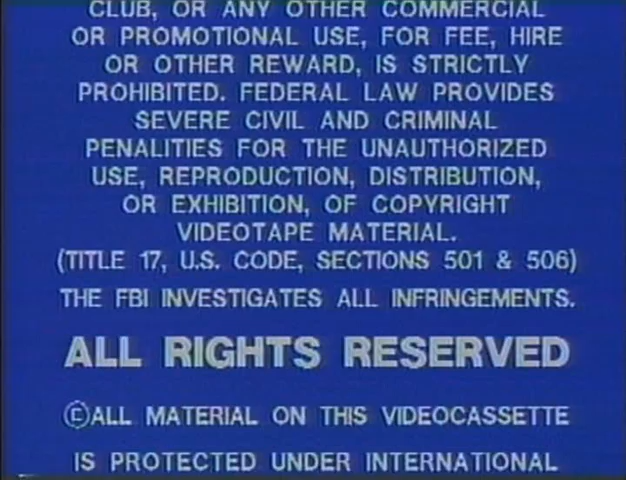 CLUB, OR ANY OTHER COMMERCIAL
OR PROMOTIONAL USE, FOR FEE, HIRE
OR OTHER REWARD, IS STRICTLY
PROHIBITED. FEDERAL LAW PROVIDES
SEVERE CIVIL AND CRIMINAL
PENALITIES FOR THE UNAUTHORIZED
USE, REPRODUCTION, DISTRIBUTION,
OR EXHIBITION, OF COPYRIGHT
VIDEOTAPE MATERIAL.
(TITLE 17, U.S. CODE, SECTIONS 501 & 506)
THE FBI INVESTIGATES ALL INFRINGEMENTS.
ALL RIGHTS RESERVED
©ALL MATERIAL ON THIS VIDEOCASSETTE
IS PROTECTED UNDER INTERNATIONAL